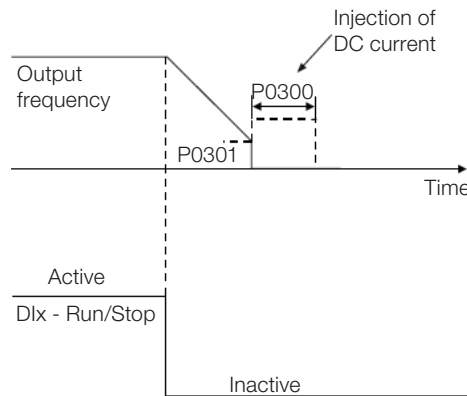 Injection of
DC current
Output
frequency
P0300
P0301
Time
Active
DIx - Run/Stop
Inactive